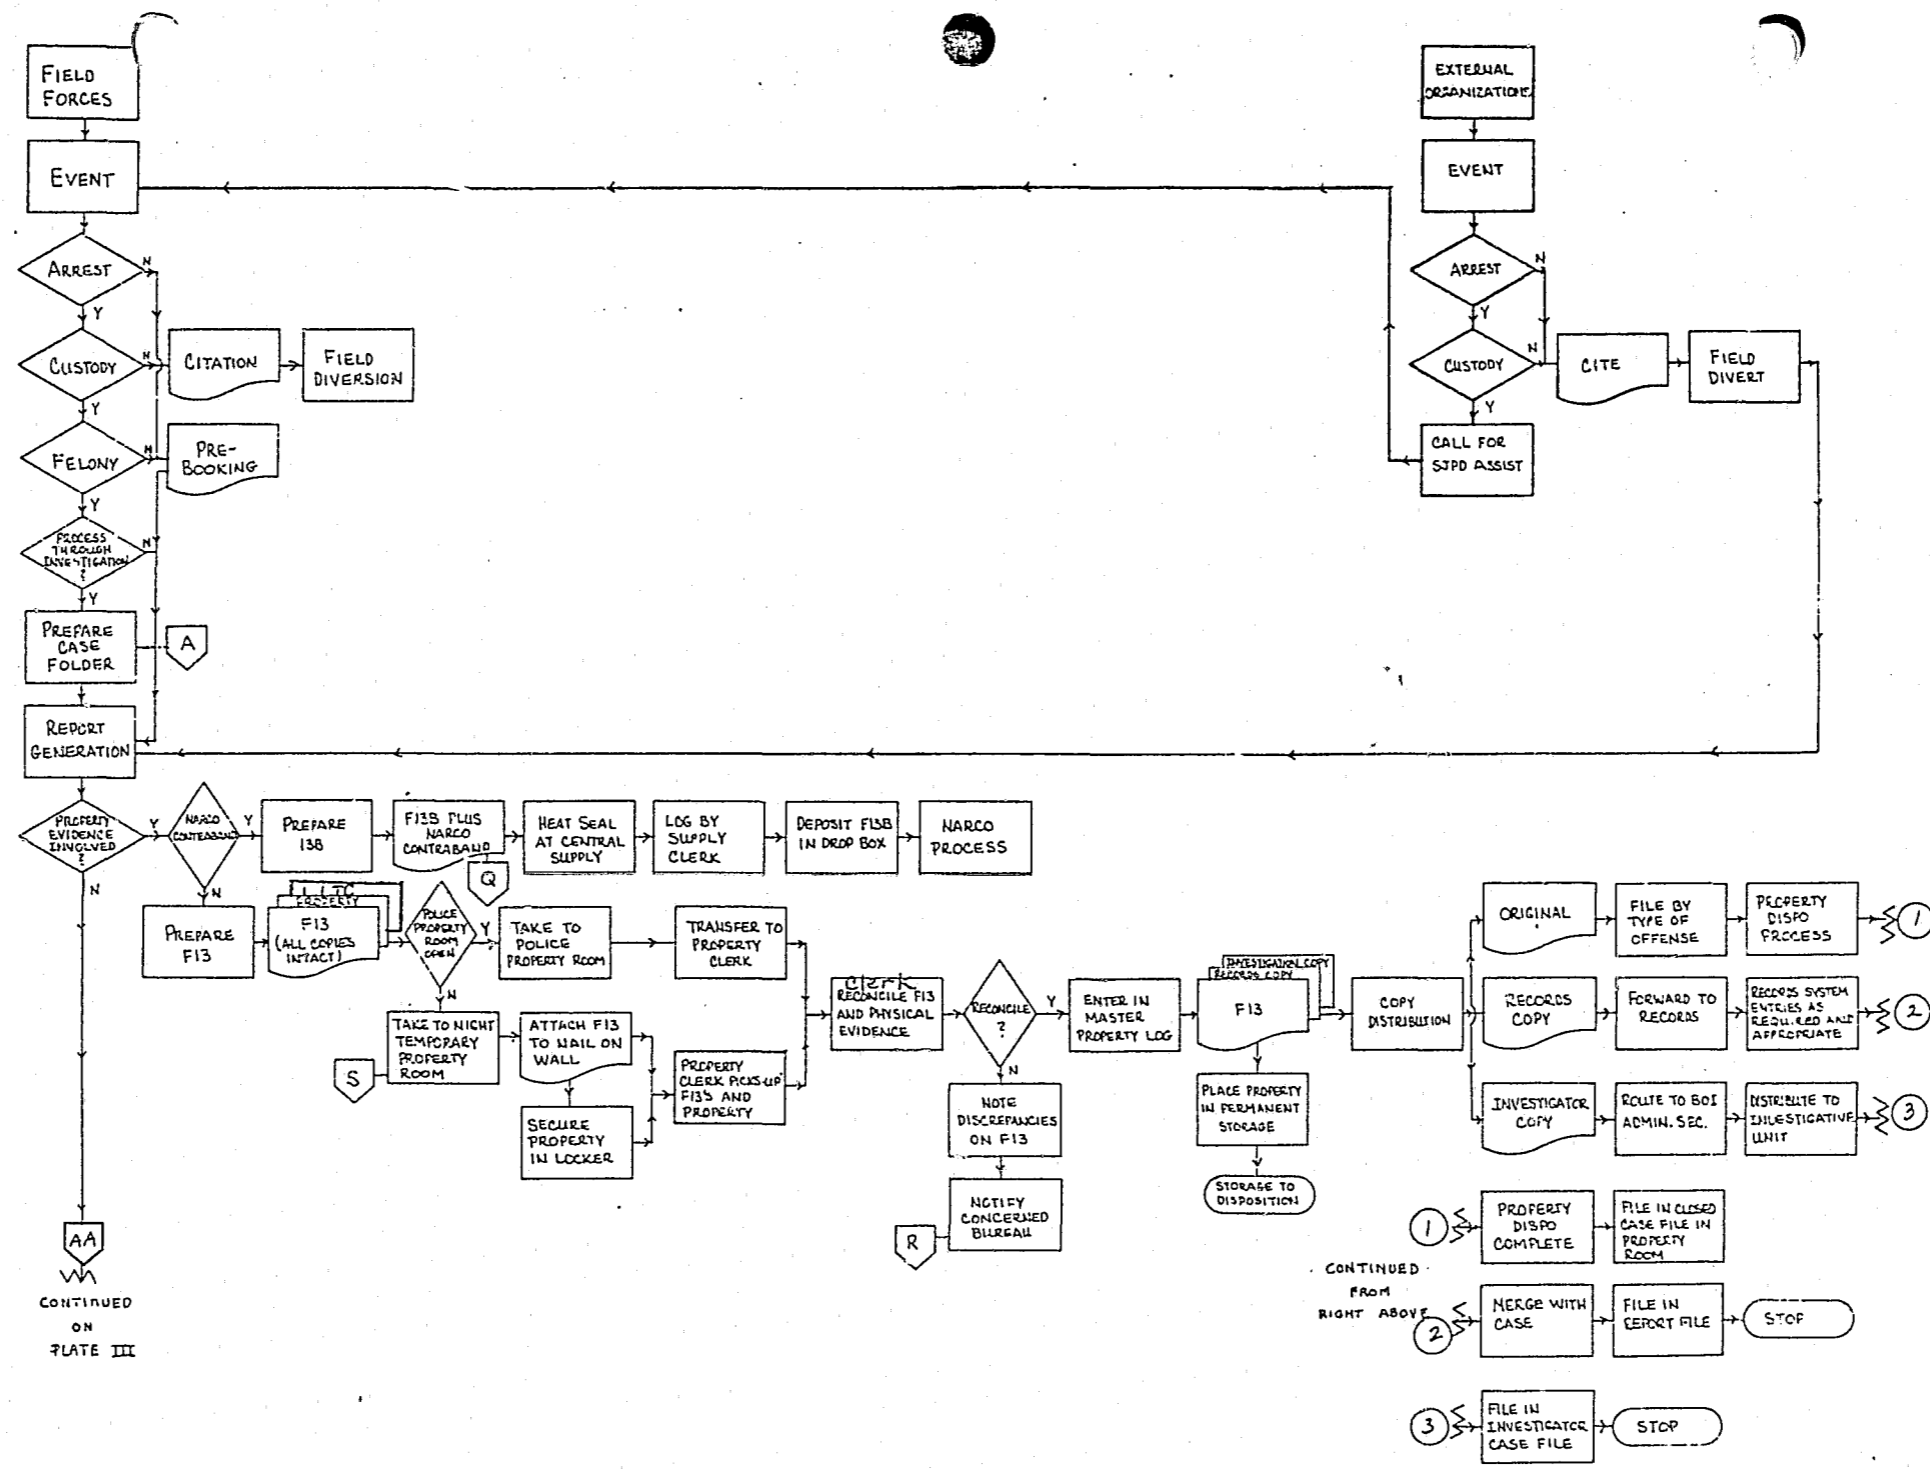 FIELD
FORCES
EVENT
ARREST
N
Y
CUSTODY
N
CITATION
FIELD
DIVERSION
Y
FELONY
N
PRE-
BOOKING
Y
PROCESS
THROUGH
INVESTIGATION
?
N
Y
PREPARE
CASE
FOLDER
A
REPORT
GENERATION
EXTERNAL
ORGANIZATIONS
EVENT
ARREST
N
Y
CUSTODY
N
CITE
FIELD
DIVERT
Y
CALL FOR
SJPD ASSIST
PROPERTY
EVIDENCE
INVOLVED
?
Y
N
NARCO
CONTRABAND
Y
N
PREPARE
13B
F13B PLUS
NARCO
CONTRABAND
Q
HEAT SEAL
AT CENTRAL
SUPPLY
LOG BY
SUPPLY
CLERK
DEPOSIT F13B
IN DROP BOX
NARCO
PROCESS
PREPARE
F13
PROPERTY
F13
(ALL COPIES
INTACT)
POLICE
PROPERTY
ROOM
OPEN
Y
N
TAKE TO
POLICE
PROPERTY ROOM
TRANSFER TO
PROPERTY
CLERK
TAKE TO NIGHT
TEMPORARY
PROPERTY
ROOM
S
ATTACH F13
TO NAIL ON
WALL
SECURE
PROPERTY
IN LOCKER
PROPERTY
CLERK PICKS-UP
F13S AND
PROPERTY
Clerk
RECONCILE F13
AND PHYSICAL
EVIDENCE
RECONCILE
?
Y
N
NOTE
DISCREPANCIES
ON F13
NOTIFY
CONCERNED
BUREAU
R
ENTER IN
MASTER
PROPERTY LOG
INVESTIGATIONAL COPY
RECORDS COPY
F13
PLACE PROPERTY
IN PERMANENT
STORAGE
STORAGE TO
DISPOSITION
COPY
DISTRIBUTION
ORIGINAL
FILE BY
TYPE OF
OFFENSE
PROPERTY
DISPO
PROCESS
1
RECORDS
COPY
FORWARD TO
RECORDS
RECORDS SYSTEM
ENTRIES AS
REQUIRED AND
APPROPRIATE
2
INVESTIGATOR
COPY
ROUTE TO BOI
ADMIN. SEC.
DISTRIBUTE TO
INVESTIGATIVE
UNIT
3
AA
CONTINUED
ON
PLATE III
CONTINUED
FROM
RIGHT ABOVE
1
PROPERTY
DISPO
COMPLETE
FILE IN CLOSED
CASE FILE IN
PROPERTY
ROOM
2
MERGE WITH
CASE
FILE IN
REPORT FILE
STOP
3
FILE IN
INVESTIGATOR
CASE FILE
STOP